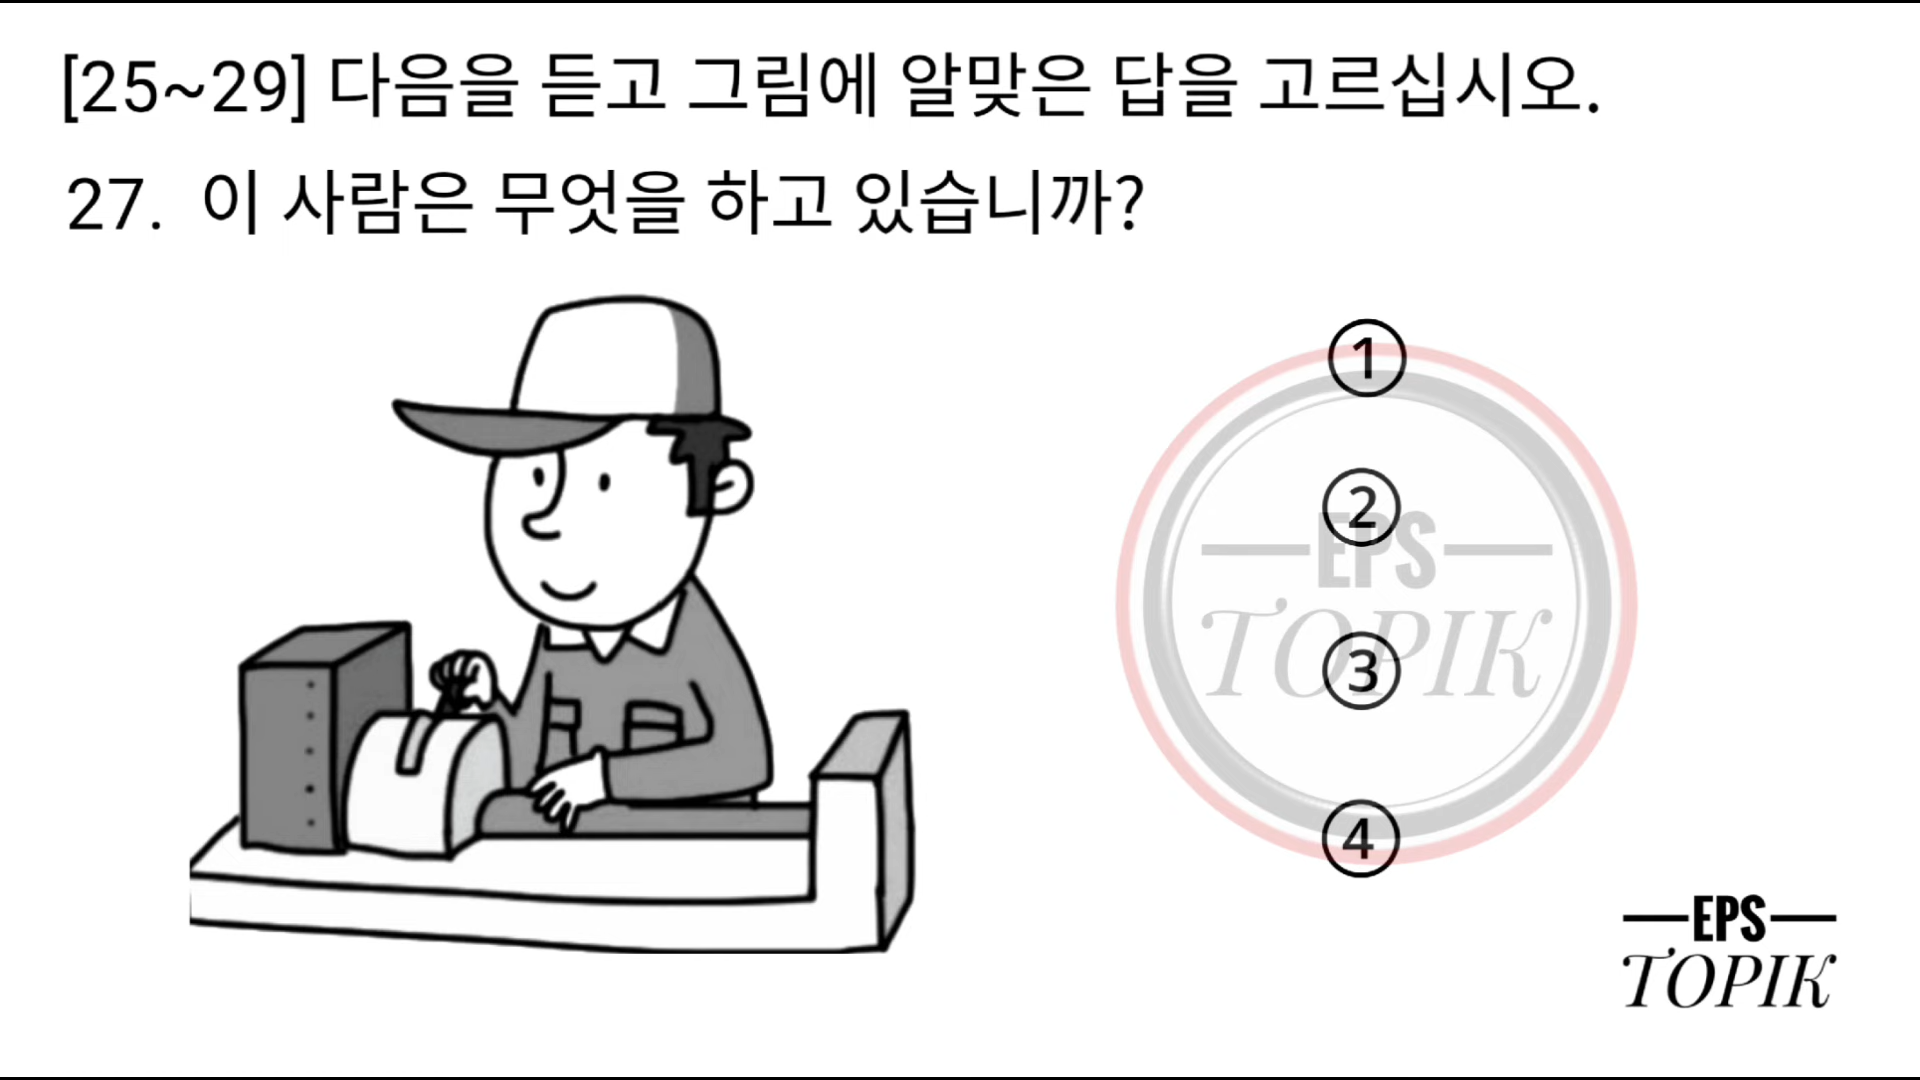 [25~29] 다음을 듣고 그림에 알맞은 답을 고르십시오.
27. 이 사람은 무엇을 하고 있습니까?
①
②
③
④
EPS
TOPIK
EPS
TOPIK